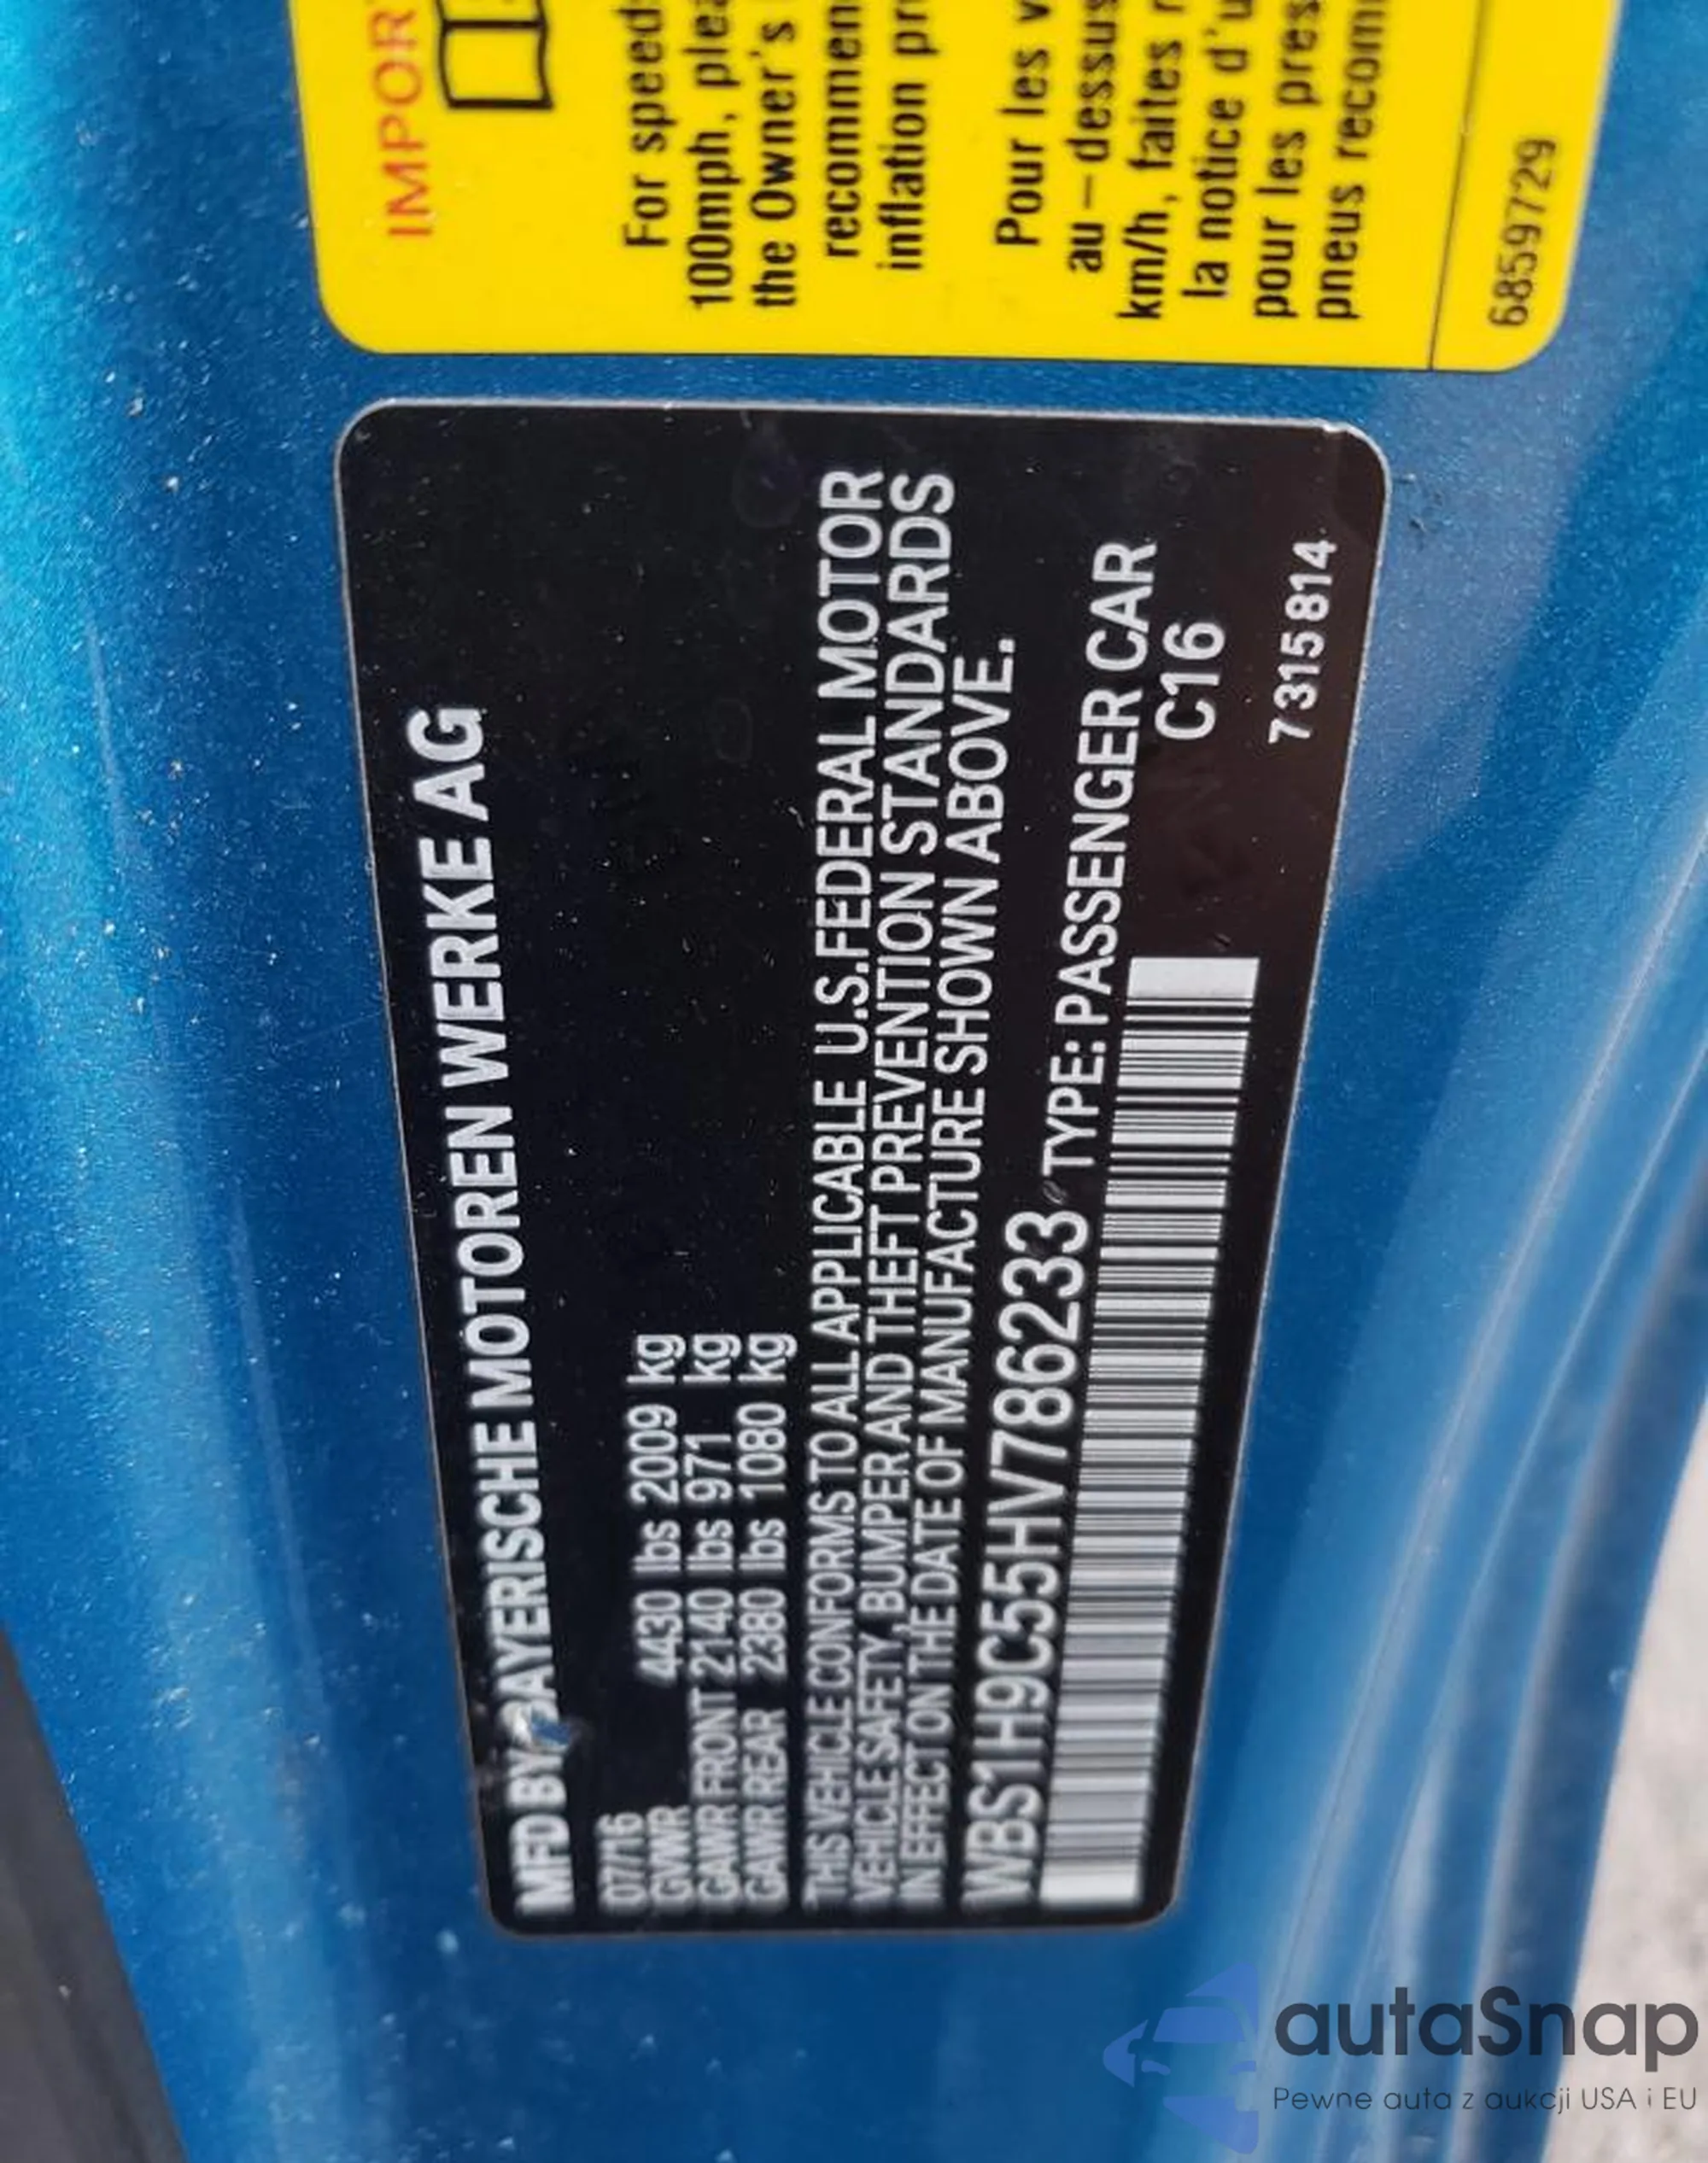 IMPOR
For speed
100mph, plea
the Owner's
recommen
inflation pr
Pour les v
au-dessus
km/h, faites r
la notice d'u
pour les pres
pneus recom
6859729
MFD BY BAYERISCHE MOTOREN WERKE AG
07/16
GVWR 4430 lbs 2009 kg
GAWR FRONT 2140 lbs 971 kg
GAWR REAR 2380 lbs 1080 kg
THIS VEHICLE CONFORMS TO ALL APPLICABLE U.S.FEDERAL MOTOR
VEHICLE SAFETY, BUMPER AND THEFT PREVENTION STANDARDS
IN EFFECT ON THE DATE OF MANUFACTURE SHOWN ABOVE.
WBS1H9C55HV786233 TYPE: PASSENGER CAR
C16
7315814
autaSnap
Pewne auta z aukcji USA i EU